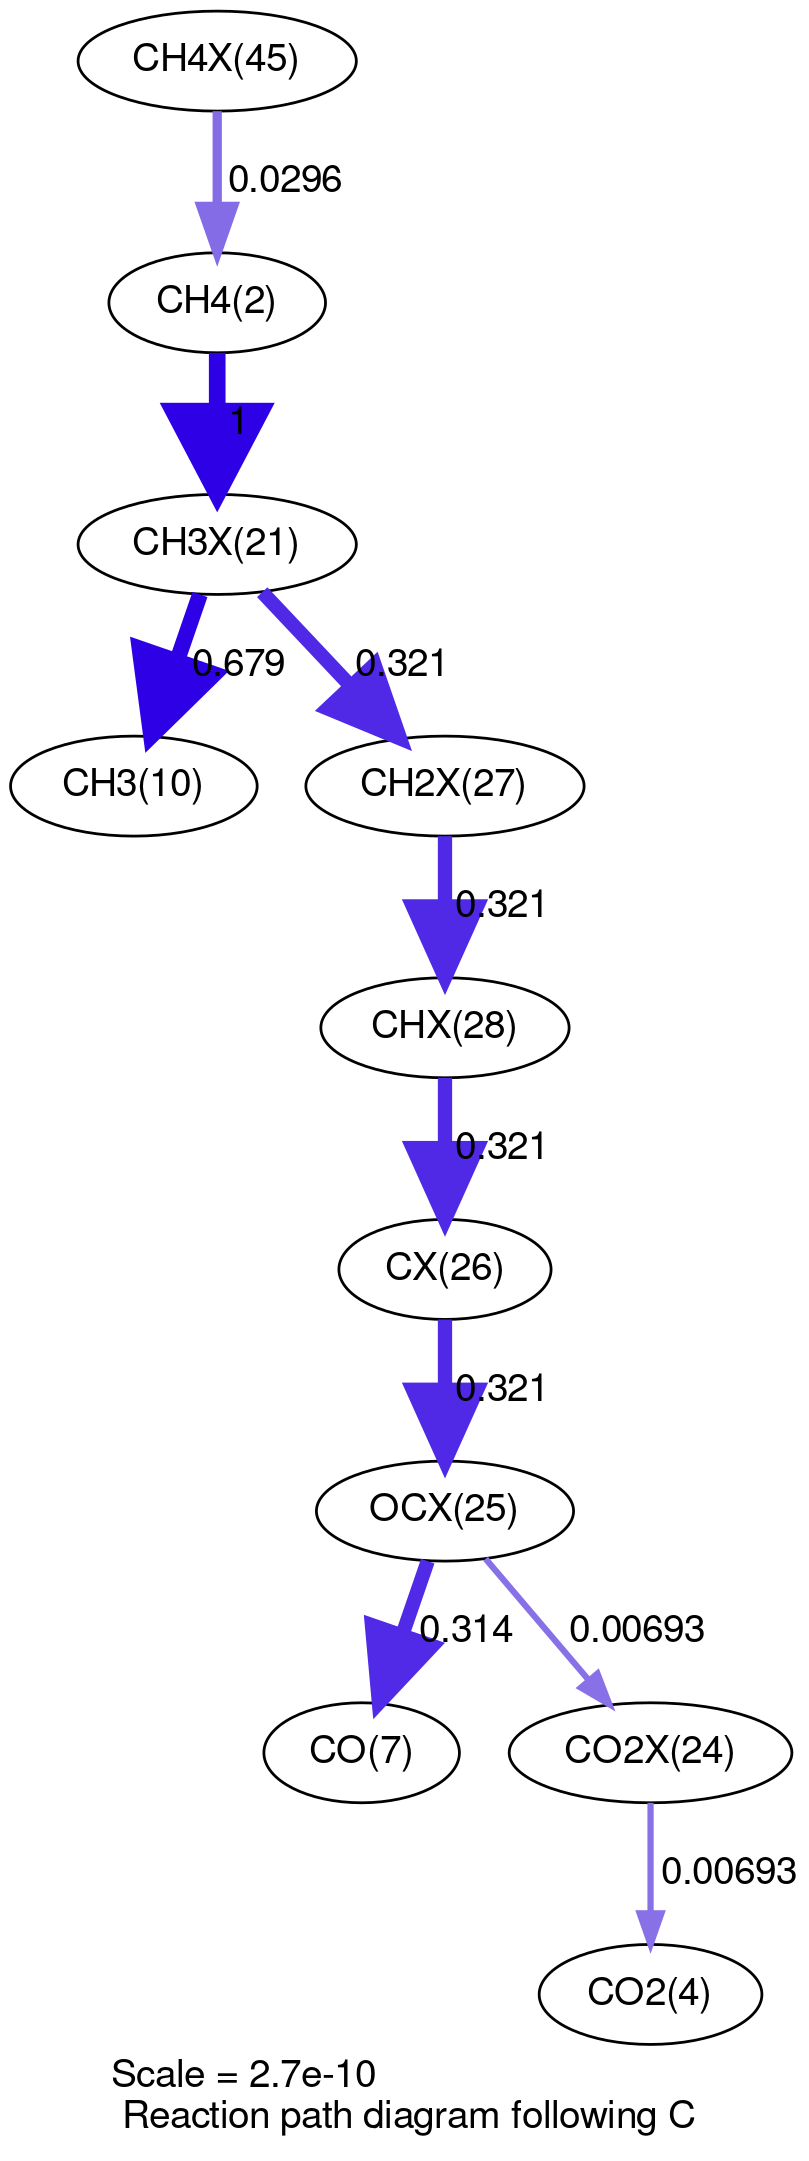 CH4X(45)
0.0296
CH4(2)
1
CH3X(21)
0.679
0.321
CH3(10)
CH2X(27)
0.321
CHX(28)
0.321
CX(26)
0.321
OCX(25)
0.314
0.00693
CO(7)
CO2X(24)
0.00693
CO2(4)
Scale = 2.7e-10
Reaction path diagram following C